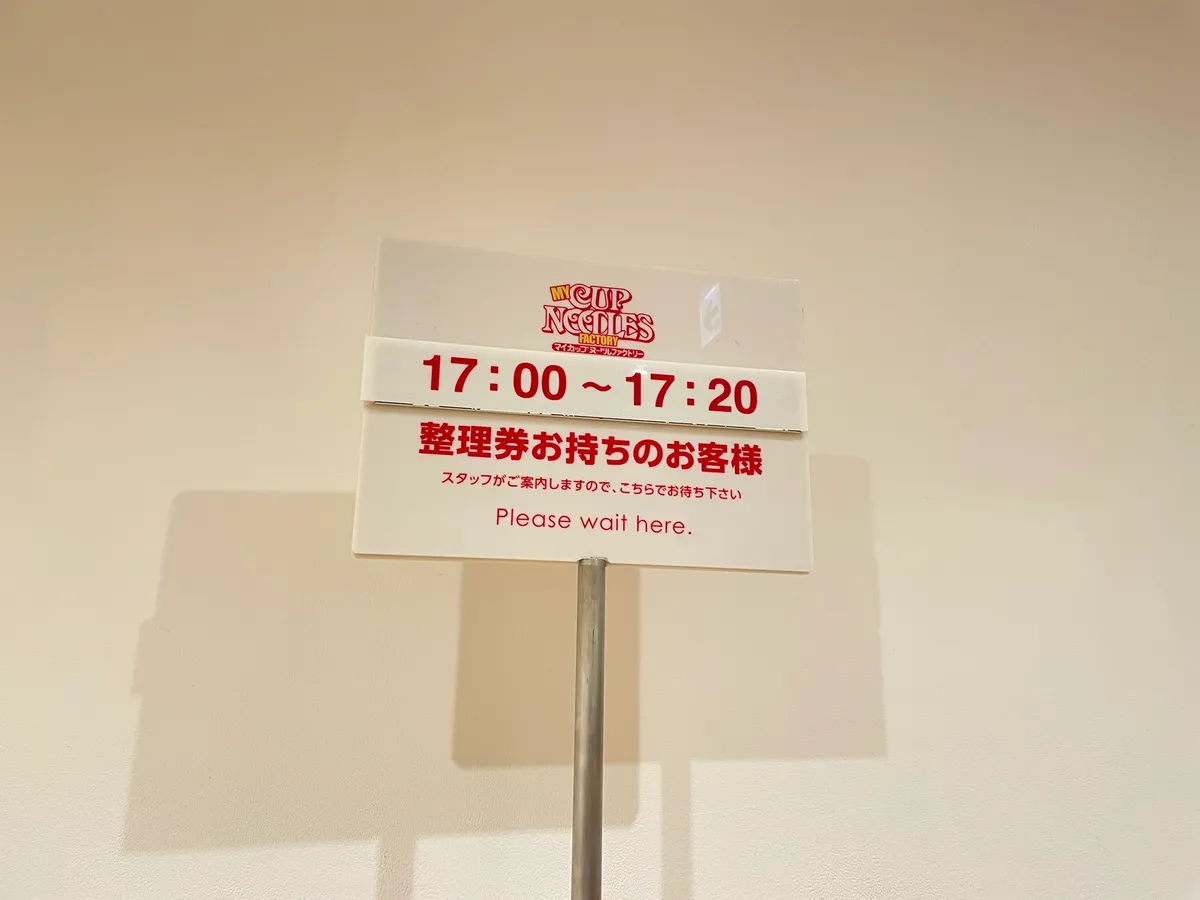 MY
CUP
NOODLES
FACTORY
マイカップヌードルファクトリー
17：00～17：20
整理券お持ちのお客様
スタッフがご案内しますので、こちらでお待ち下さい
Please wait here.